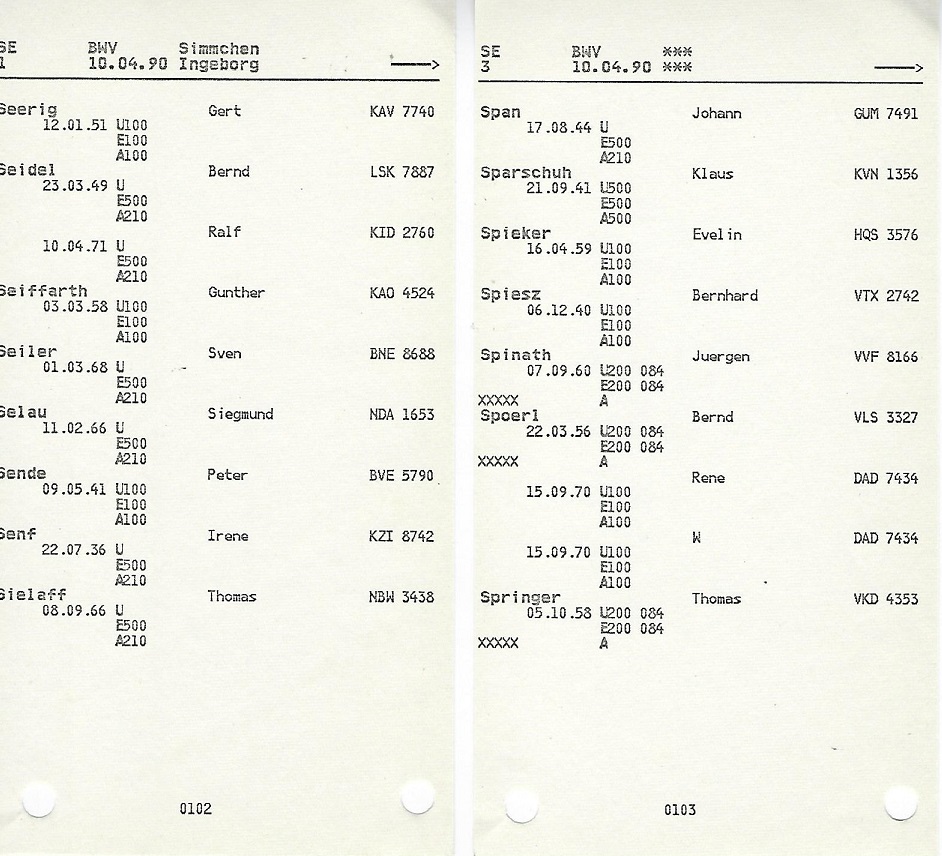 SE BWV Simmchen
1 10.04.90 Ingeborg ———>
Seerig Gert KAV 7740
12.01.51 U100
E100
A100
Seidel Bernd LSK 7887
23.03.49 U
E500
A210
Ralf KID 2760
10.04.71 U
E500
A210
Seiffarth Gunther KAO 4524
03.03.58 U100
E100
A100
Seiler Sven BNE 8688
01.03.68 U
E500
A210
Selau Siegmund NDA 1653
11.02.66 U
E500
A210
Sende Peter BVE 5790
09.05.41 U100
E100
A100
Senf Irene KZI 8742
22.07.36 U
E500
A210
Sielaff Thomas NBW 3438
08.09.66 U
E500
A210
0102
SE BWV ***
3 10.04.90 *** ———>
Span Johann GUM 7491
17.08.44 U
E500
A210
Sparschuh Klaus KVN 1356
21.09.41 U500
E500
A500
Spieker Evelin HQS 3576
16.04.59 U100
E100
A100
Spiesz Bernhard VTX 2742
06.12.40 U100
E100
A100
Spinath Juergen VVF 8166
07.09.60 U200 084
E200 084
XXXXX A
Spoerl Bernd VLS 3327
22.03.56 U200 084
E200 084
XXXXX A
Rene DAD 7434
15.09.70 U100
E100
A100
W DAD 7434
15.09.70 U100
E100
A100
Springer Thomas VKD 4353
05.10.58 U200 084
E200 084
XXXXX A
0103